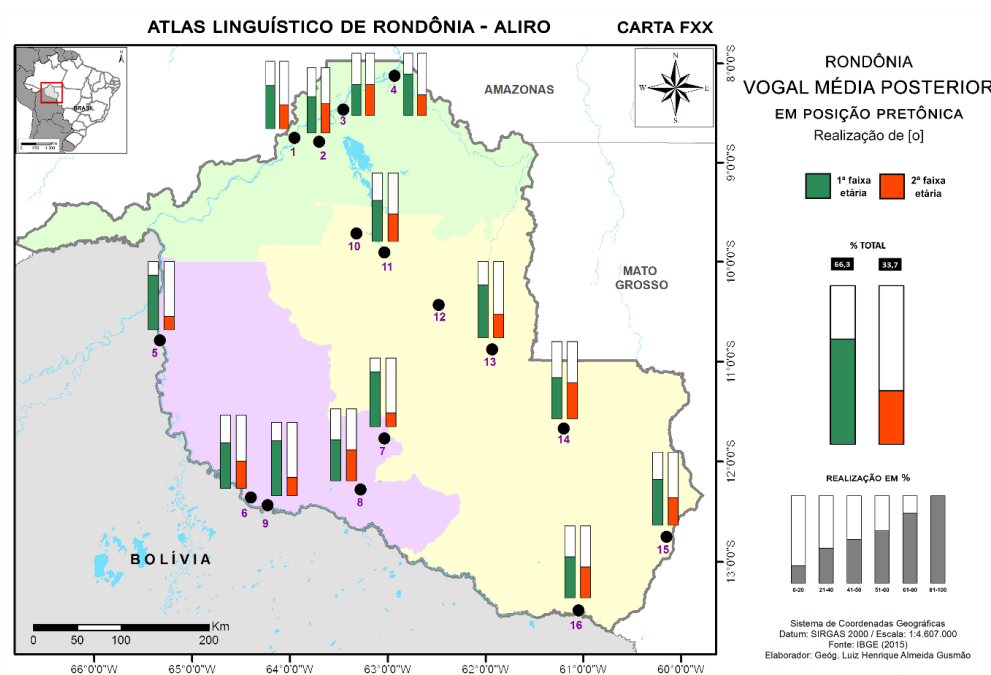 ATLAS LINGUÍSTICO DE RONDÔNIA - ALIRO CARTA FXX
BRASIL
AMAZONAS
N
W E
S
MATO
GROSSO
BOLÍVIA
1
2
3
4
5
6
7
8
9
10
11
12
13
14
15
16
8°0'0"S
9°0'0"S
10°0'0"S
11°0'0"S
12°0'0"S
13°0'0"S
0 50 100 200 Km
66°0'0"W 65°0'0"W 64°0'0"W 63°0'0"W 62°0'0"W 61°0'0"W 60°0'0"W
RONDÔNIA
VOGAL MÉDIA POSTERIOR
EM POSIÇÃO PRETÔNICA
Realização de [o]
1ª faixa etária
2ª faixa etária
% TOTAL
66,3 33,7
REALIZAÇÃO EM %
0-20 21-40 41-50 51-60 61-80 81-100
Sistema de Coordenadas Geográficas
Datum: SIRGAS 2000 / Escala: 1:4.607.000
Fonte: IBGE (2015)
Elaborador: Geóg. Luiz Henrique Almeida Gusmão